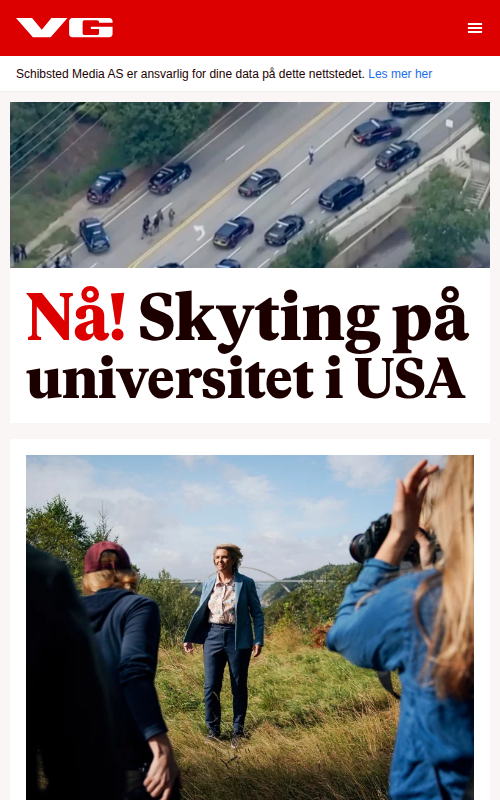 VG
Schibsted Media AS er ansvarlig for dine data på dette nettstedet. Les mer her
Nå! Skyting på
universitet i USA